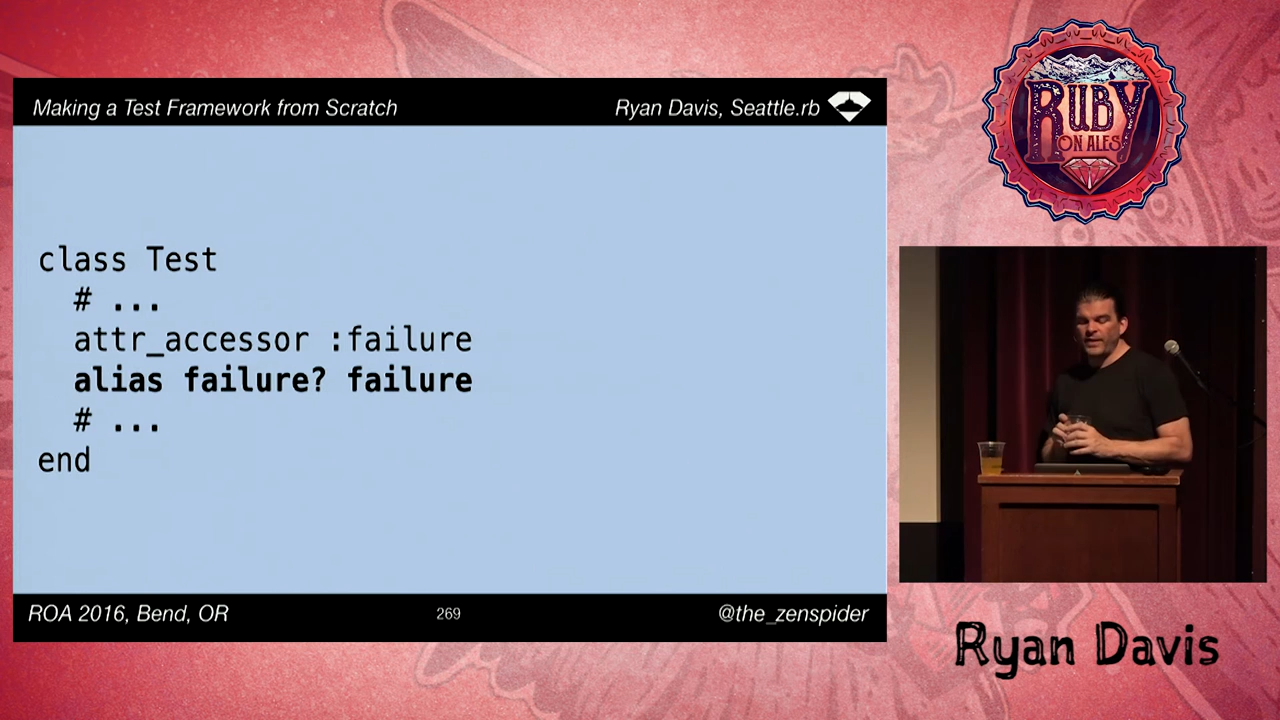 Making a Test Framework from Scratch
Ryan Davis, Seattle.rb
class Test
  # ...
  attr_accessor :failure
  alias failure? failure
  # ...
end
ROA 2016, Bend, OR
269
@the_zenspider
RUBY
ON ALES
Ryan Davis